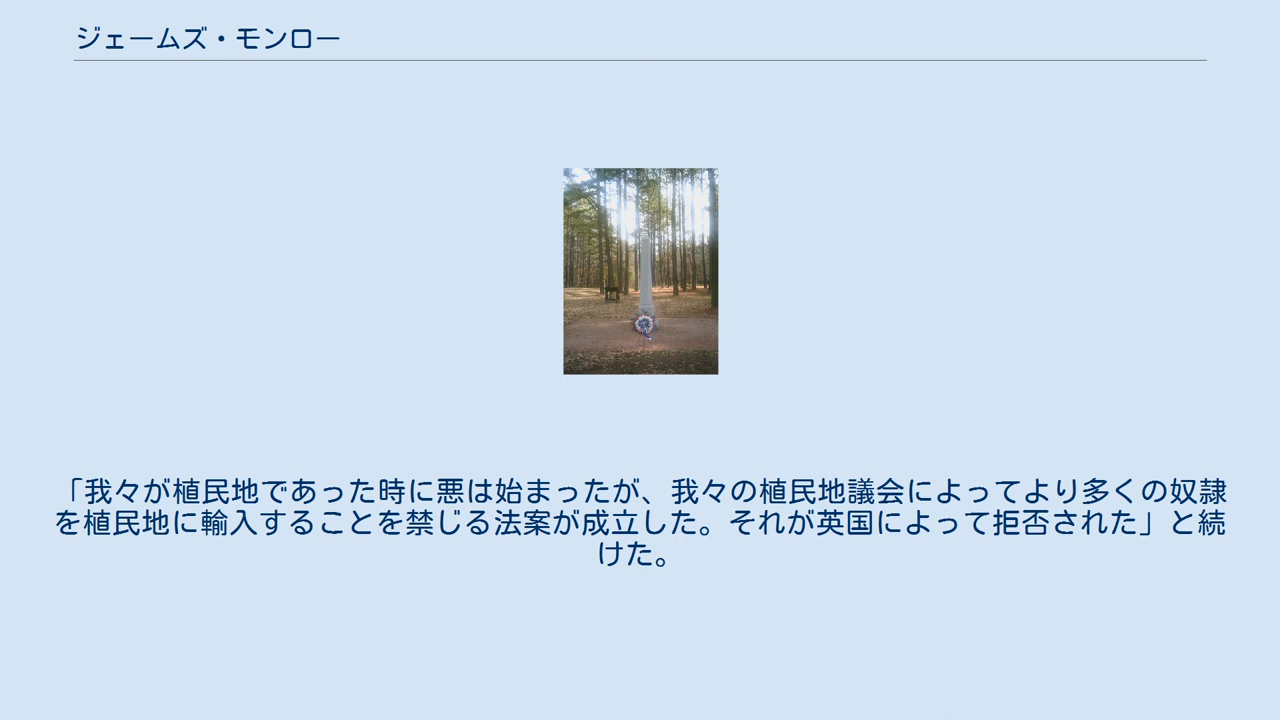 ジェームズ・モンロー
「我々が植民地であった時に悪は始まったが、我々の植民地議会によってより多くの奴隷
を植民地に輸入することを禁じる法案が成立した。それが英国によって拒否された」と続
けた。